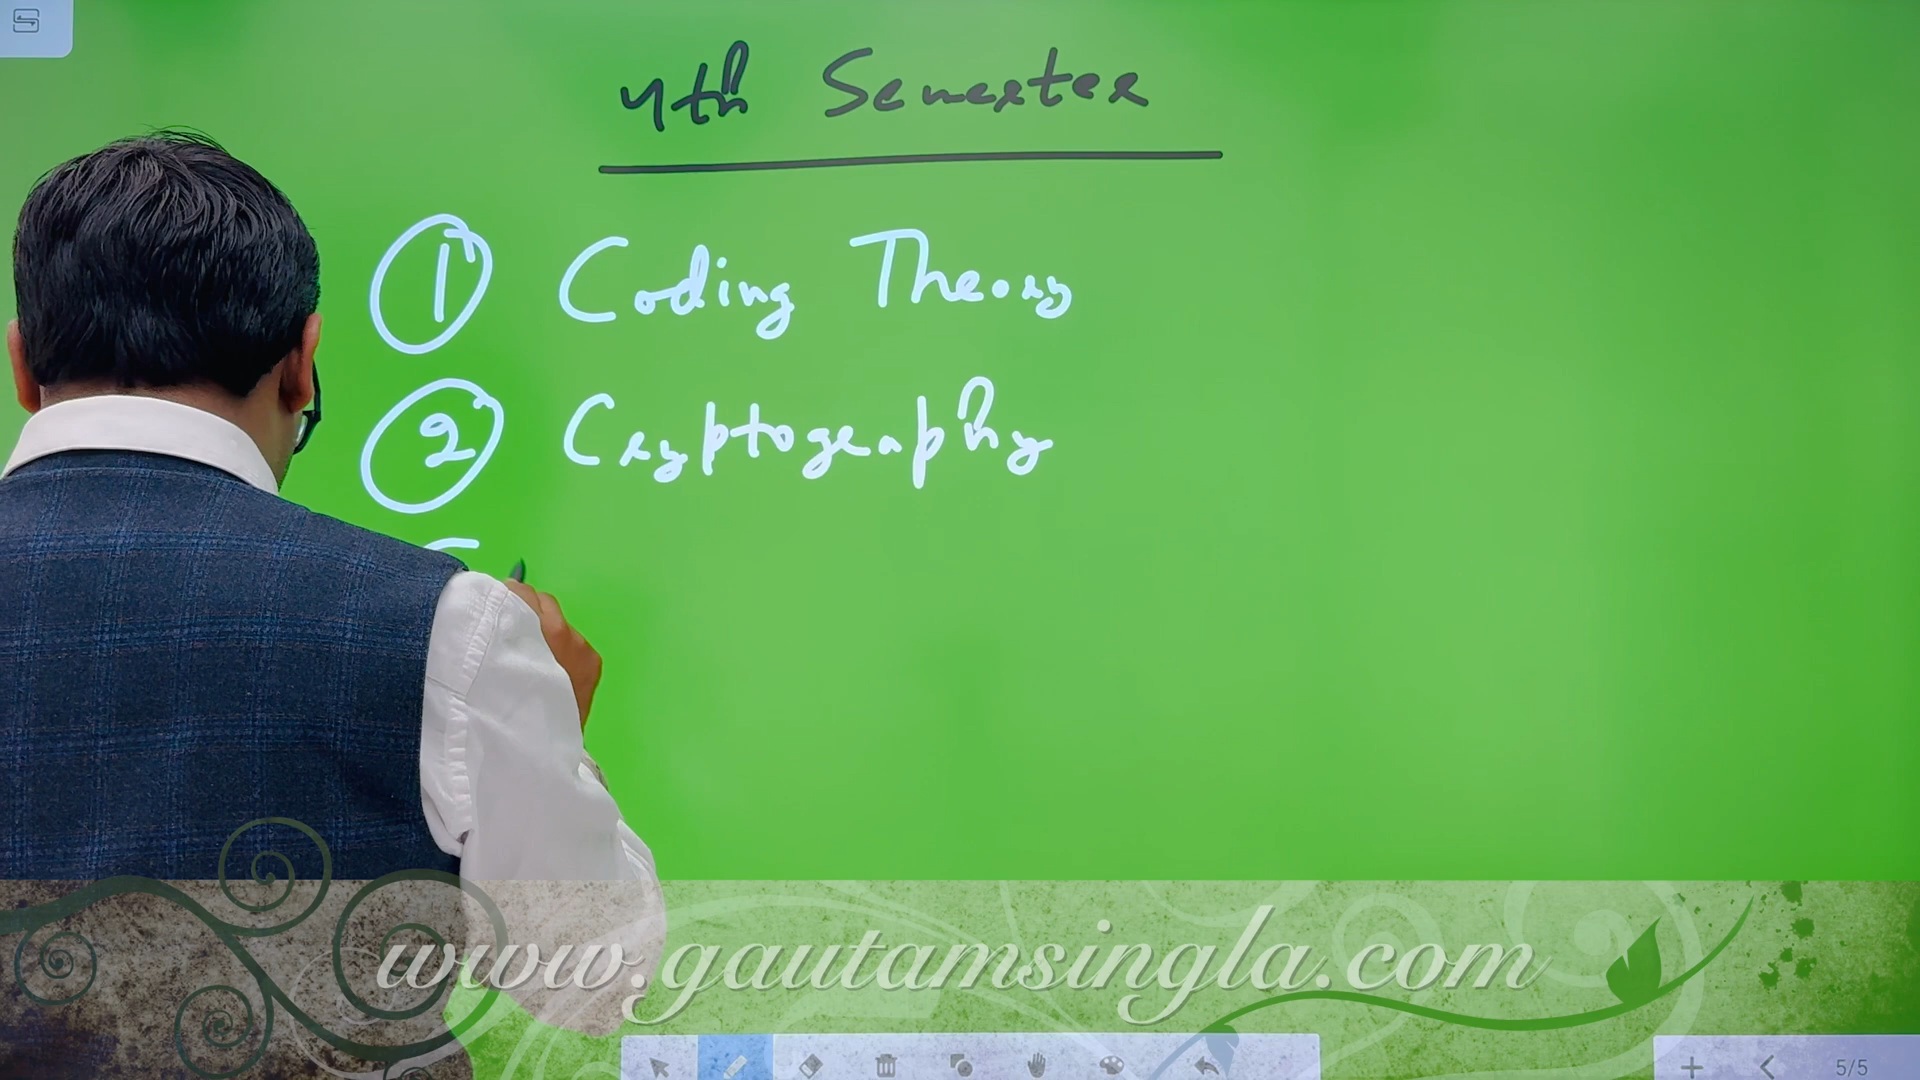 4th Semester
1 Coding Theory
2 Cryptography
www.gautamsingla.com
5/5